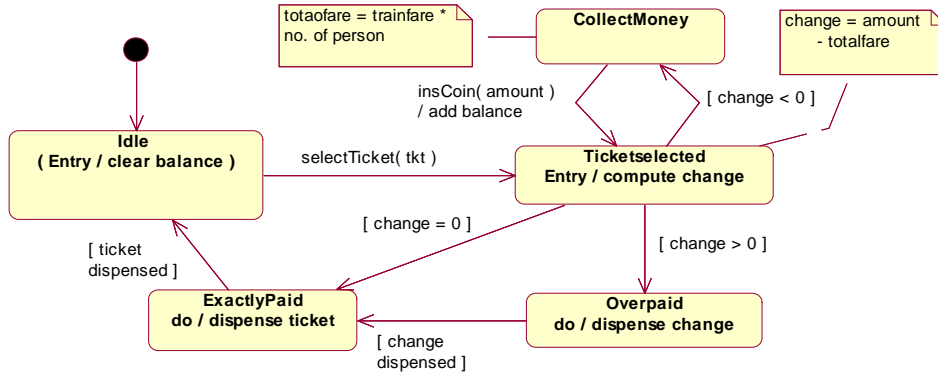 totaofare = trainfare *
no. of person
CollectMoney
change = amount
- totalfare
insCoin( amount )
/ add balance
[ change < 0 ]
Idle
( Entry / clear balance )
selectTicket( tkt )
Ticketselected
Entry / compute change
[ change = 0 ]
[ change > 0 ]
[ ticket
dispensed ]
ExactlyPaid
do / dispense ticket
Overpaid
do / dispense change
[ change
dispensed ]